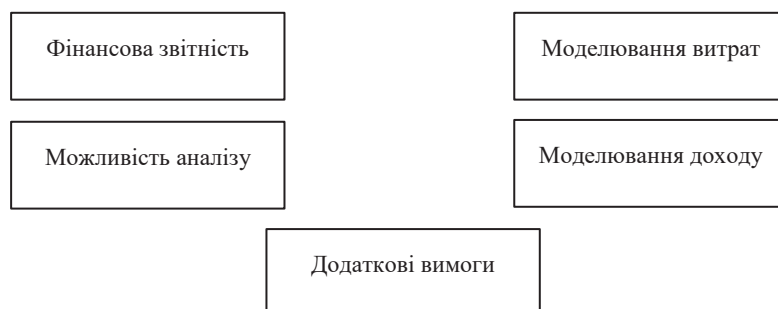 Фінансова звітність
Моделювання витрат
Можливість аналізу
Моделювання доходу
Додаткові вимоги